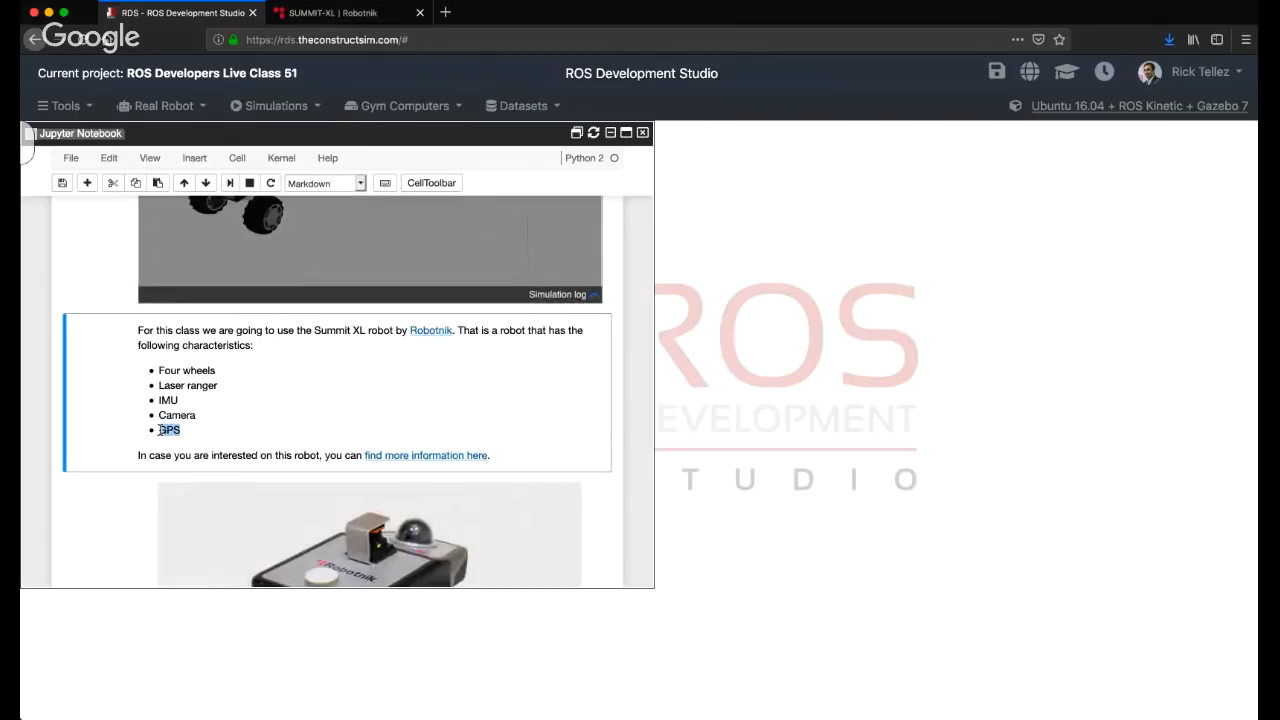 RDS - ROS Development Studio
SUMMIT-XL | Robotnik
Google
https://rds.theconstructsim.com/#
Current project: ROS Developers Live Class 51
ROS Development Studio
Rick Tellez
Tools
Real Robot
Simulations
Gym Computers
Datasets
Ubuntu 16.04 + ROS Kinetic + Gazebo 7
Jupyter Notebook
File
Edit
View
Insert
Cell
Kernel
Help
Python 2
Markdown
CellToolbar
Simulation log
For this class we are going to use the Summit XL robot by Robotnik. That is a robot that has the
following characteristics:
• Four wheels
• Laser ranger
• IMU
• Camera
• GPS
In case you are interested on this robot, you can find more information here.
Robotnik
ROS
DEVELOPMENT
STUDIO